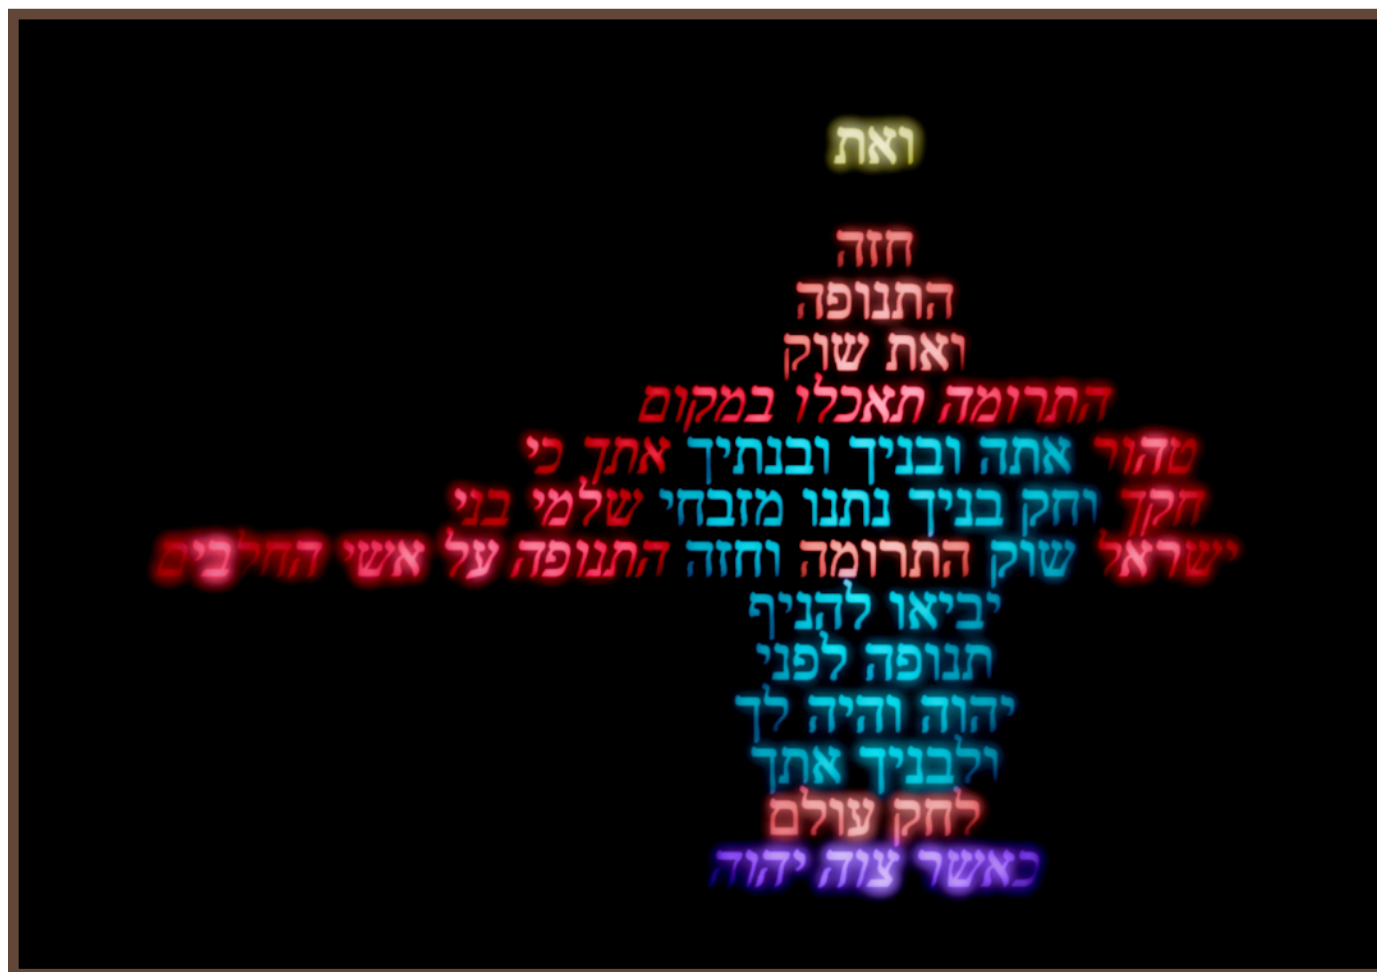 ואת
חזה
התנופה
ואת שוק
התרומה תאכלו במקום
טהור אתה ובניך ובנתיך אתך כי
חקך וחק בניך נתנו מזבחי שלמי בני
ישראל שוק התרומה וחזה התנופה על אשי החלבים
יביאו להניף
תנופה לפני
יהוה והיה לך
ולבניך אתך
לחק עולם
כאשר צוה יהוה